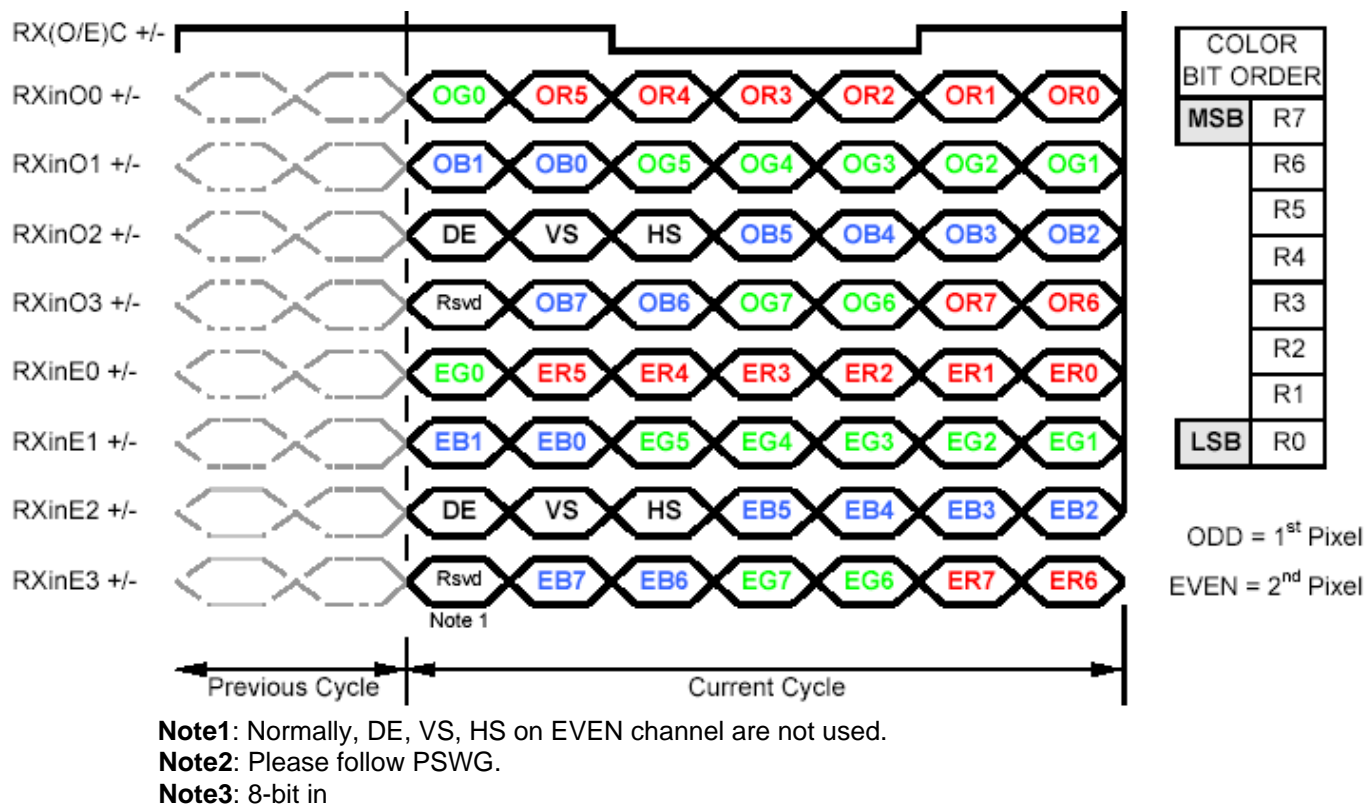 RX(O/E)C +/-
RXinO0 +/- OG0 OR5 OR4 OR3 OR2 OR1 OR0
RXinO1 +/- OB1 OB0 OG5 OG4 OG3 OG2 OG1
RXinO2 +/- DE VS HS OB5 OB4 OB3 OB2
RXinO3 +/- Rsvd OB7 OB6 OG7 OG6 OR7 OR6
RXinE0 +/- EG0 ER5 ER4 ER3 ER2 ER1 ER0
RXinE1 +/- EB1 EB0 EG5 EG4 EG3 EG2 EG1
RXinE2 +/- DE VS HS EB5 EB4 EB3 EB2
RXinE3 +/- Rsvd EB7 EB6 EG7 EG6 ER7 ER6
Note 1
Previous Cycle Current Cycle
COLOR
BIT ORDER
MSB R7
R6
R5
R4
R3
R2
R1
LSB R0
ODD = 1st Pixel
EVEN = 2nd Pixel
Note1: Normally, DE, VS, HS on EVEN channel are not used.
Note2: Please follow PSWG.
Note3: 8-bit in